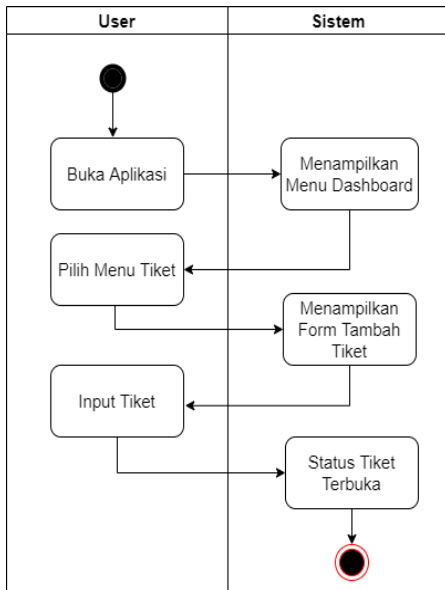 User
Sistem
Buka Aplikasi
Menampilkan
Menu Dashboard
Pilih Menu Tiket
Menampilkan
Form Tambah
Tiket
Input Tiket
Status Tiket
Terbuka